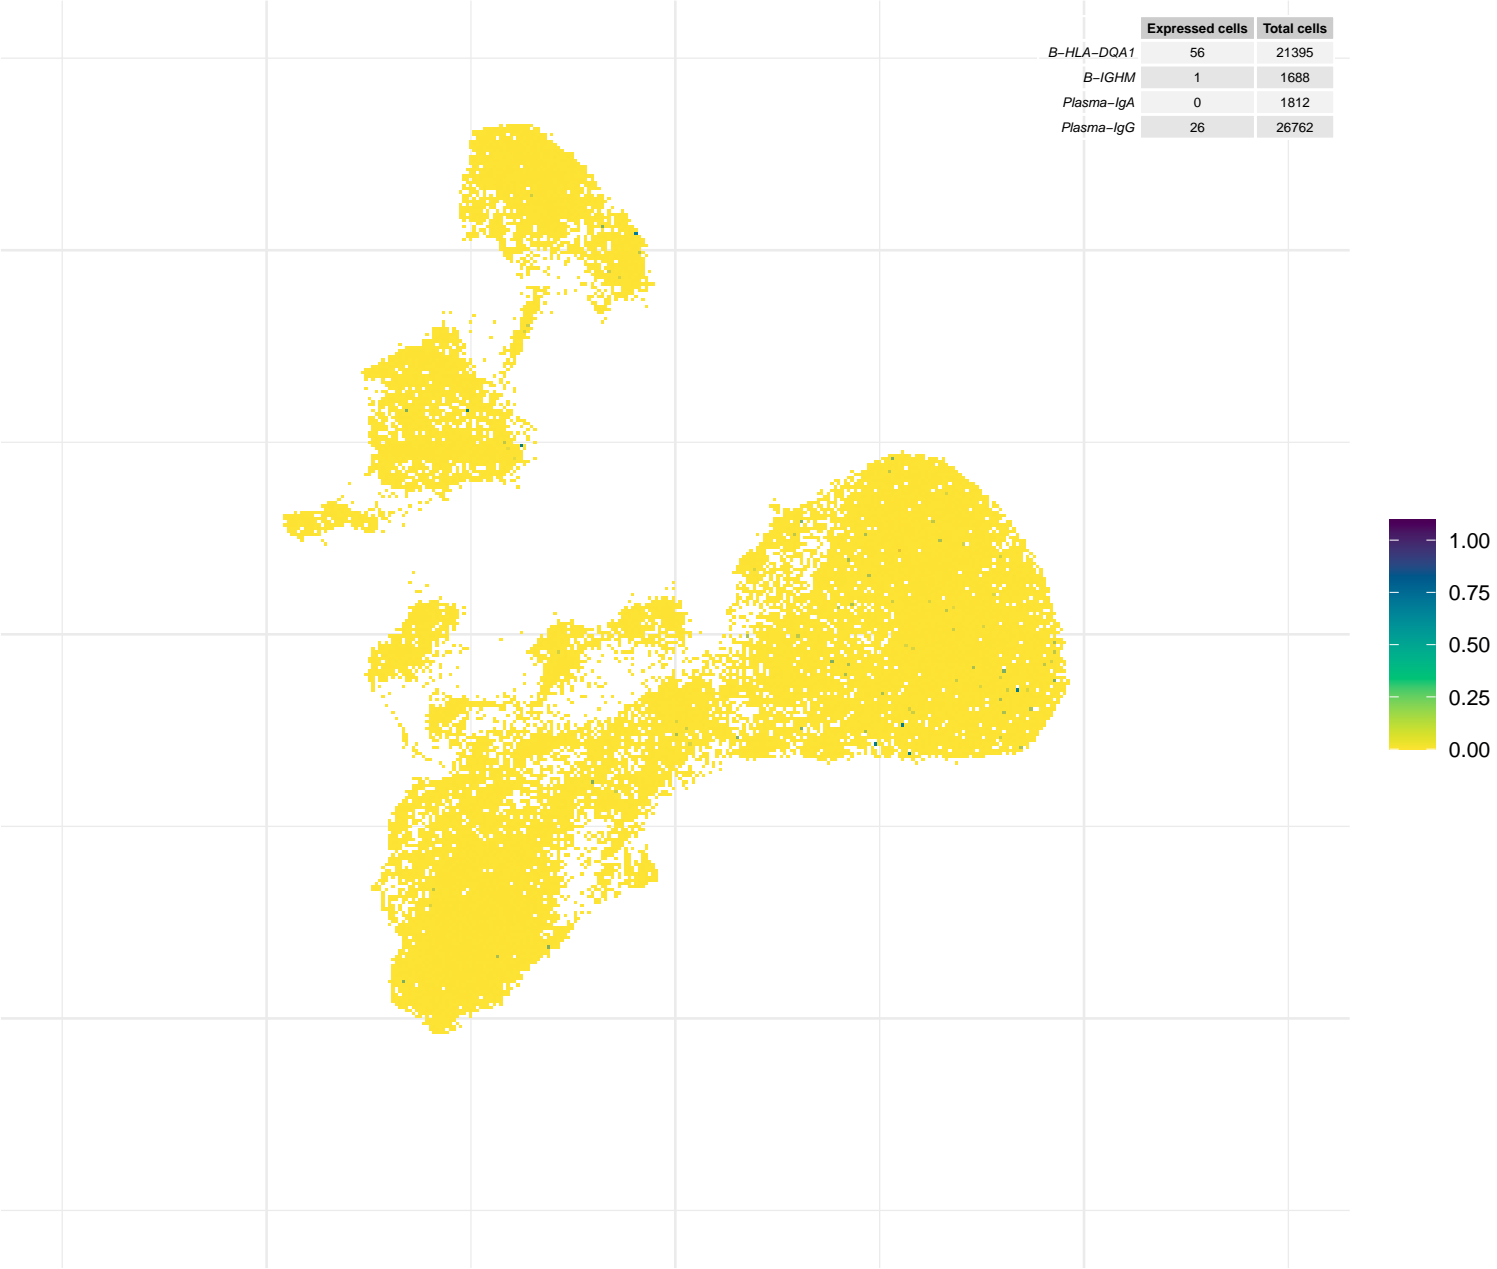 Expressed cells Total cells
B−HLA−DQA1 56 21395
B−IGHM 1 1688
Plasma−IgA 0 1812
Plasma−IgG 26 26762
1.00
0.75
0.50
0.25
0.00